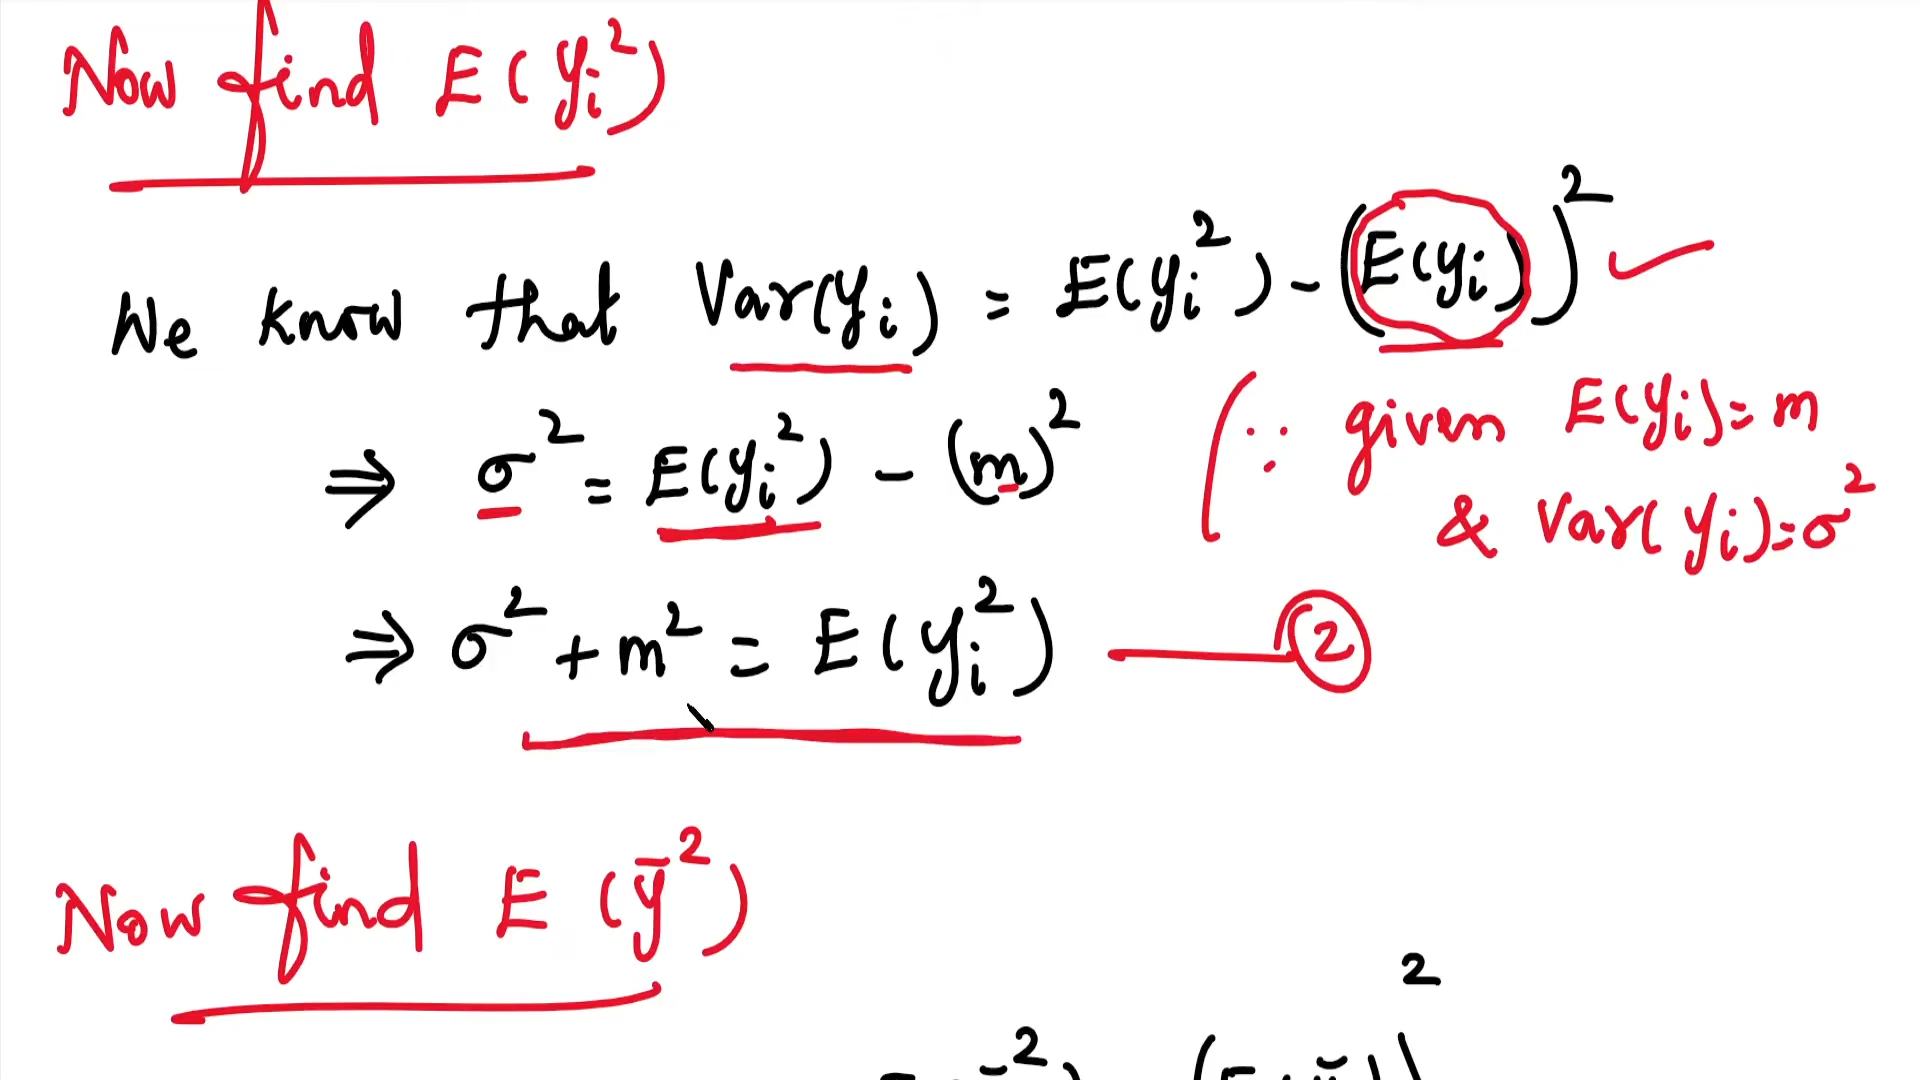 Now find E(yᵢ²)
We know that Var(yᵢ) = E(yᵢ²) - (E(yᵢ))²
⇒ σ² = E(yᵢ²) - (m)²
(∵ given E(yᵢ) = m
& Var(yᵢ) = σ²
⇒ σ² + m² = E(yᵢ²) —— ②
Now find E(ȳ²)